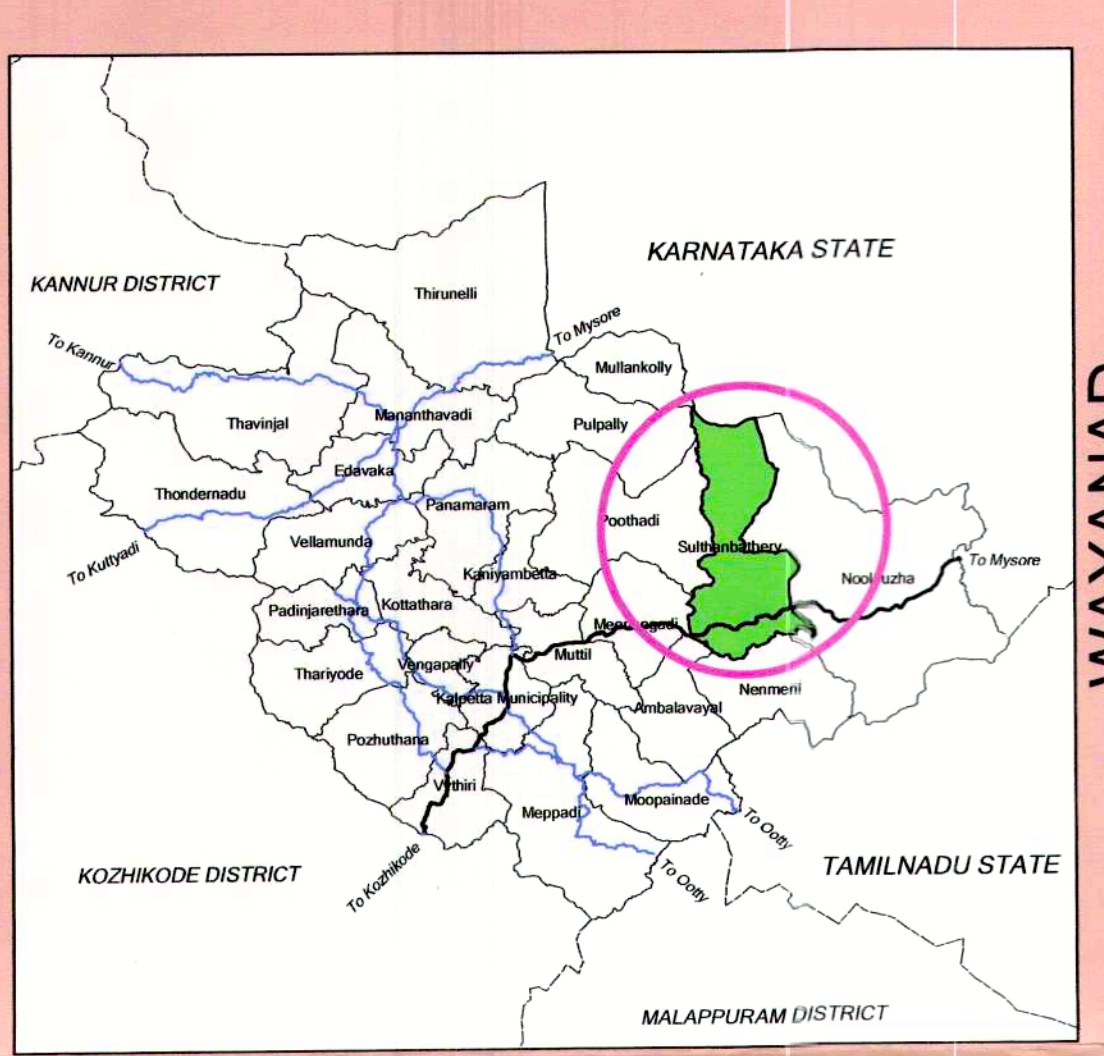 KARNATAKA STATE
KANNUR DISTRICT
Thirunelli
To Mysore
To Kannur
Mullankolly
Mananthavadi
Thavinjal
Pulpally
Edavaka
Thondernadu
Panamaram
Poothadi
Vellamunda
Sulthanbathery
To Kuttyadi
To Mysore
Kaniyambetta
Padinjarethara
Kottathara
Muttil
Vengapally
Thariyode
Nenmeni
Kalpetta Municipality
Ambalavayal
Pozhuthana
Vythiri
Moopainade
Meppadi
To Ootty
To Kozhikode
TAMILNADU STATE
KOZHIKODE DISTRICT
To Ootty
MALAPPURAM DISTRICT
WAYANAD